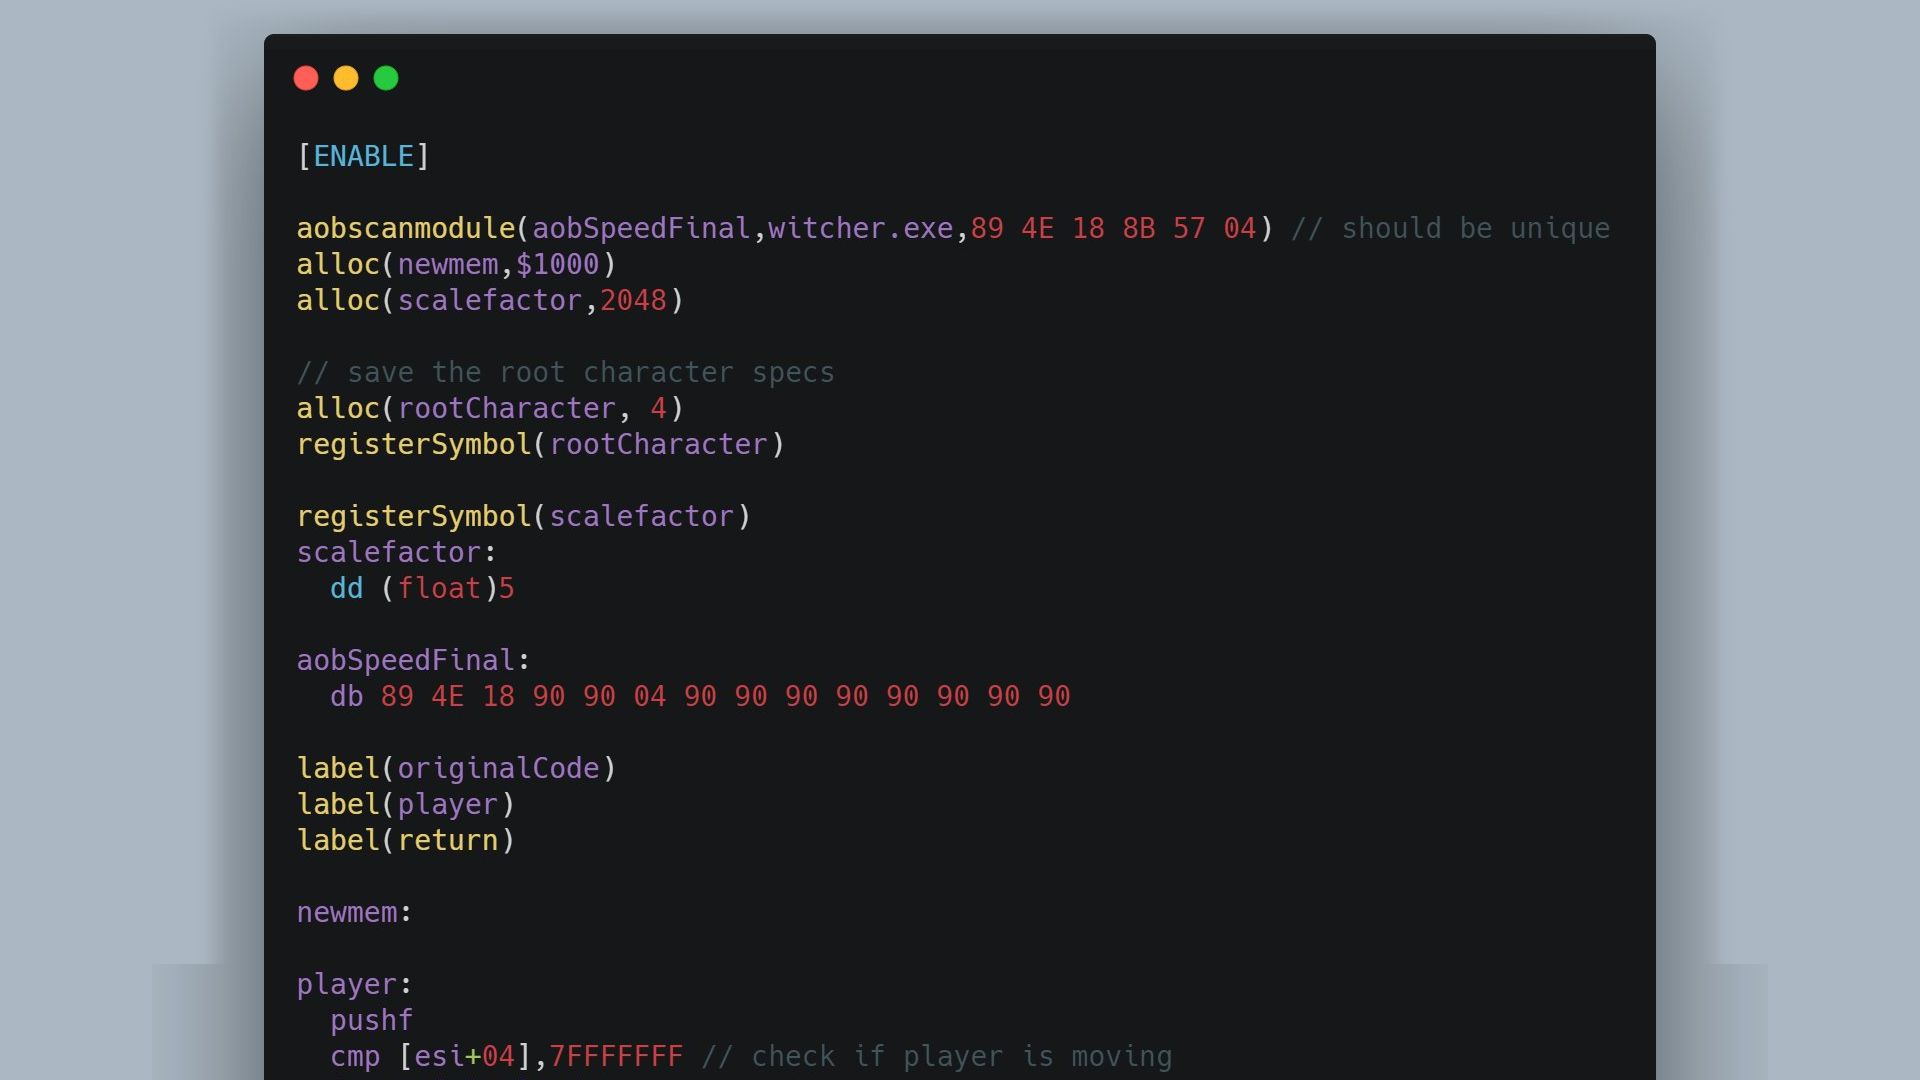 [ENABLE]
aobscanmodule(aobSpeedFinal,witcher.exe,89 4E 18 8B 57 04) // should be unique
alloc(newmem,$1000)
alloc(scalefactor,2048)
// save the root character specs
alloc(rootCharacter, 4)
registerSymbol(rootCharacter)
registerSymbol(scalefactor)
scalefactor:
  dd (float)5
aobSpeedFinal:
  db 89 4E 18 90 90 04 90 90 90 90 90 90 90 90
label(originalCode)
label(player)
label(return)
newmem:
player:
  pushf
  cmp [esi+04],7FFFFFFF // check if player is moving